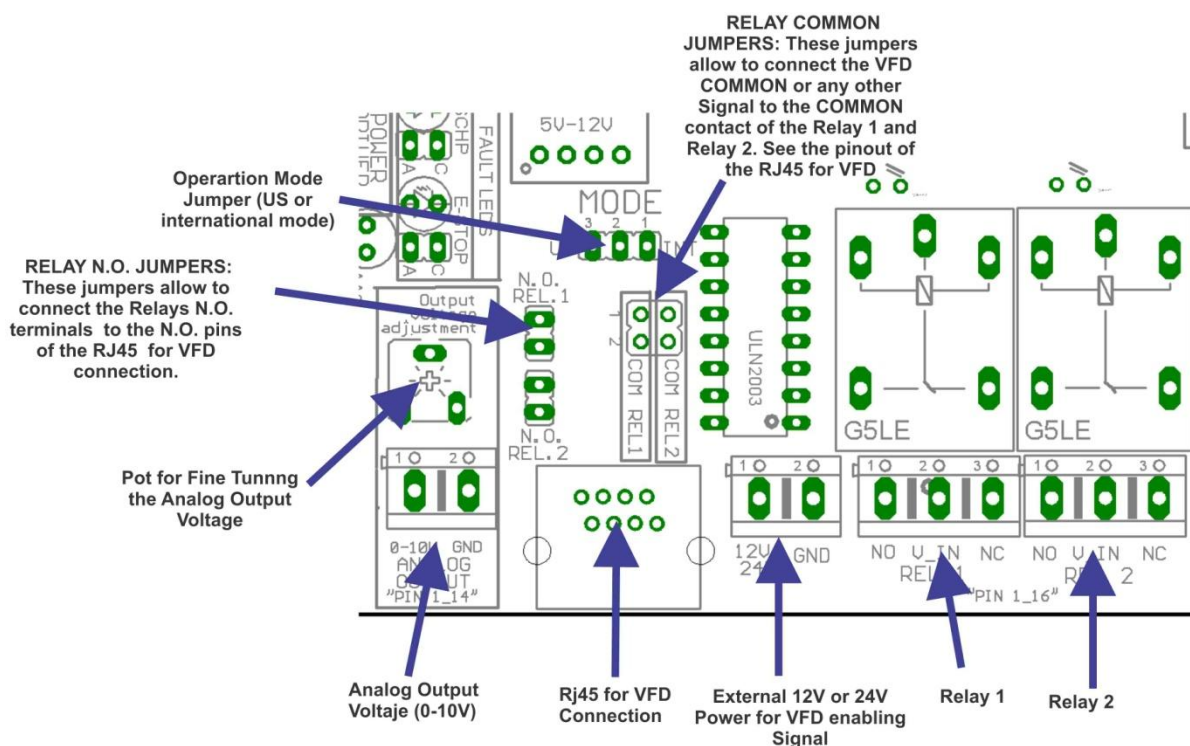 RELAY COMMON
JUMPERS: These jumpers
allow to connect the VFD
COMMON or any other
Signal to the COMMON
contact of the Relay 1 and
Relay 2. See the pinout of
the RJ45 for VFD
Operartion Mode
Jumper (US or
international mode)
RELAY N.O. JUMPERS:
These jumpers allow to
connect the Relays N.O.
terminals to the N.O. pins
of the RJ45 for VFD
connection.
Pot for Fine Tunnng
the Analog Output
Voltage
POWER
SCHP
FAULT LEDS
E-STOP
A
C
A
C
5V-12V
MODE
3 2 1
INT
N.O.
REL.1
N.O.
REL.2
Output
adjustment
1
2
COM REL1
COM REL2
ULN2003
G5LE
G5LE
1 2
1 2
1 2 3
1 2 3
0-10V GND
"PIN 1_14"
12V GND
NO V_IN NC
NO V_IN NC
"PIN 1_16"
Analog Output
Voltaje (0-10V)
Rj45 for VFD
Connection
External 12V or 24V
Power for VFD enabling
Signal
Relay 1
Relay 2